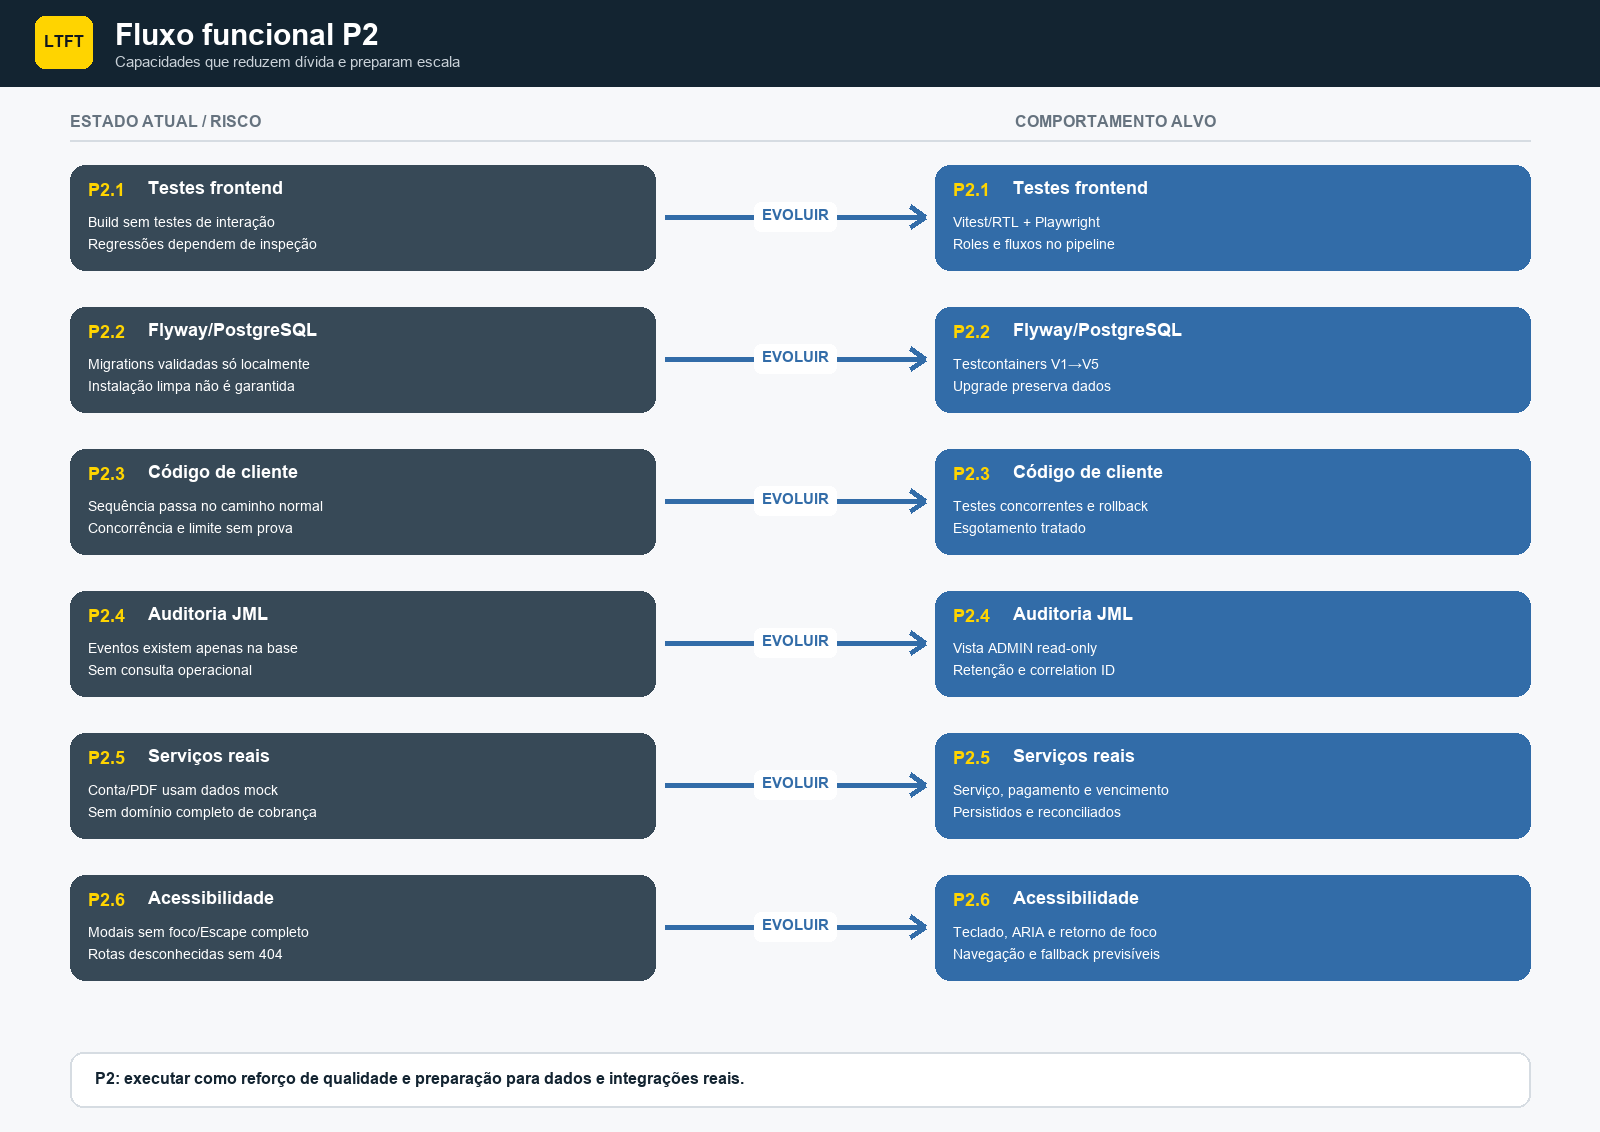 LTFT
Fluxo funcional P2
Capacidades que reduzem dívida e preparam escala
ESTADO ATUAL / RISCO
COMPORTAMENTO ALVO
P2.1 Testes frontend
Build sem testes de interação
Regressões dependem de inspeção
EVOLUIR
P2.1 Testes frontend
Vitest/RTL + Playwright
Roles e fluxos no pipeline
P2.2 Flyway/PostgreSQL
Migrations validadas só localmente
Instalação limpa não é garantida
EVOLUIR
P2.2 Flyway/PostgreSQL
Testcontainers V1→V5
Upgrade preserva dados
P2.3 Código de cliente
Sequência passa no caminho normal
Concorrência e limite sem prova
EVOLUIR
P2.3 Código de cliente
Testes concorrentes e rollback
Esgotamento tratado
P2.4 Auditoria JML
Eventos existem apenas na base
Sem consulta operacional
EVOLUIR
P2.4 Auditoria JML
Vista ADMIN read-only
Retenção e correlation ID
P2.5 Serviços reais
Conta/PDF usam dados mock
Sem domínio completo de cobrança
EVOLUIR
P2.5 Serviços reais
Serviço, pagamento e vencimento
Persistidos e reconciliados
P2.6 Acessibilidade
Modais sem foco/Escape completo
Rotas desconhecidas sem 404
EVOLUIR
P2.6 Acessibilidade
Teclado, ARIA e retorno de foco
Navegação e fallback previsíveis
P2: executar como reforço de qualidade e preparação para dados e integrações reais.